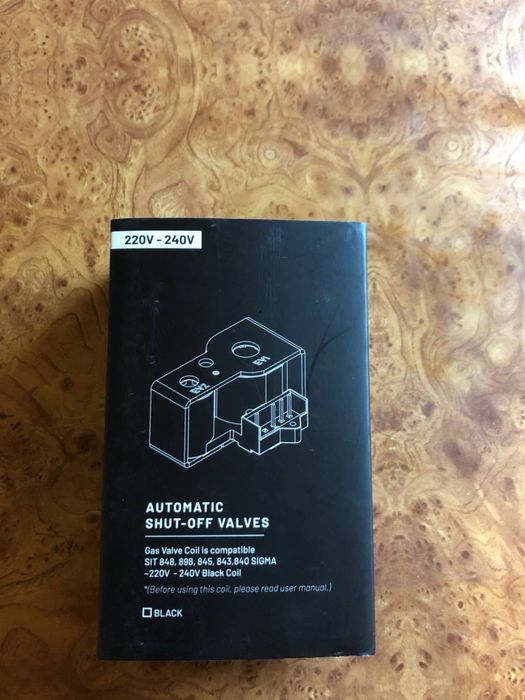 220V - 240V
EV1
EV2
AUTOMATIC
SHUT-OFF VALVES
Gas Valve Coil is compatible
SIT 848, 898, 845, 843,840 SIGMA
~220V - 240V Black Coil
*(Before using this coil, please read user manual.)
BLACK